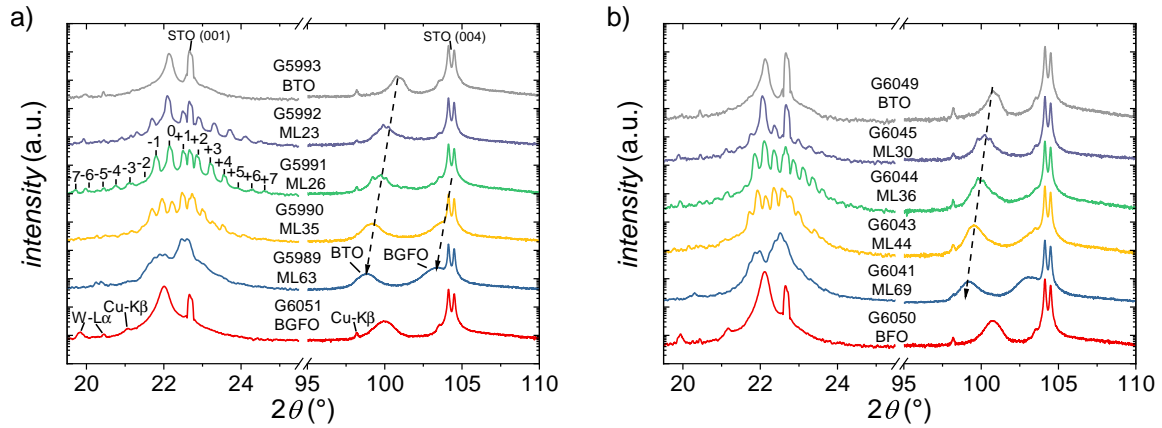 a)
STO (001)
STO (004)
G5993
BTO
G5992
ML23
-7 -6 -5 -4 -3 -2 -1 0 +1 +2 +3 +4 +5 +6 +7
G5991
ML26
G5990
ML35
G5989
ML63
BTO
BGFO
G6051
BGFO
W-Lα
Cu-Kβ
Cu-Kβ
intensity (a.u.)
20 22 24 95 100 105 110
2θ (°)
b)
G6049
BTO
G6045
ML30
G6044
ML36
G6043
ML44
G6041
ML69
G6050
BFO
intensity (a.u.)
20 22 24 95 100 105 110
2θ (°)